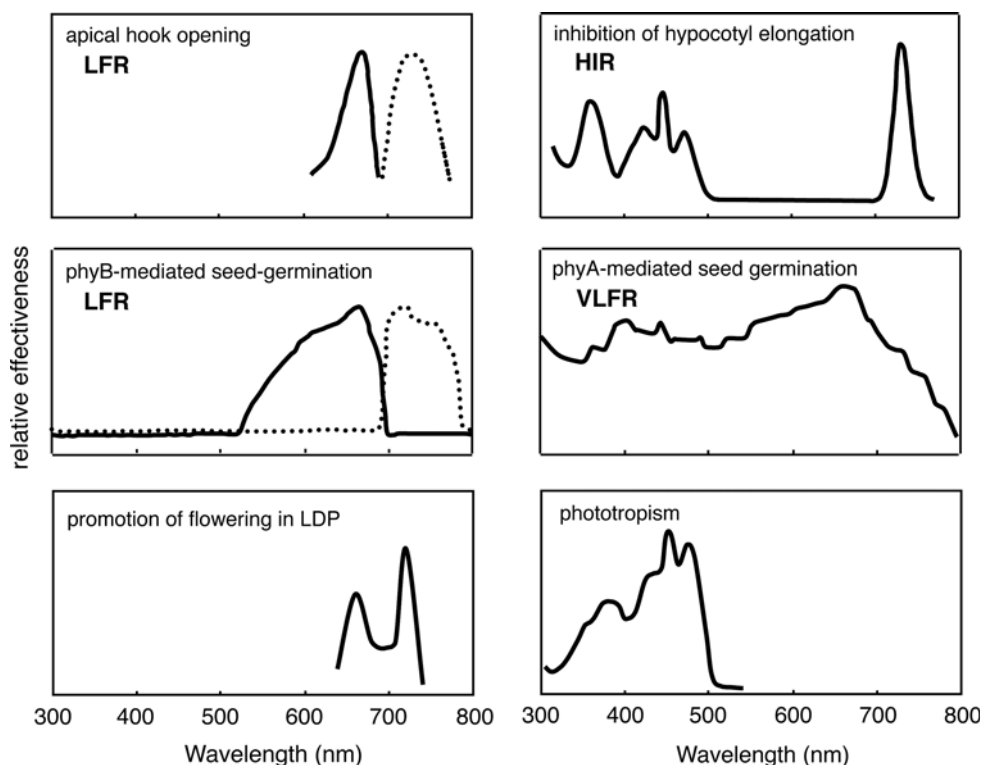 apical hook opening
LFR
inhibition of hypocotyl elongation
HIR
relative effectiveness
phyB-mediated seed-germination
LFR
phyA-mediated seed germination
VLFR
promotion of flowering in LDP
phototropism
300 400 500 600 700 800
300 400 500 600 700 800
Wavelength (nm)
Wavelength (nm)